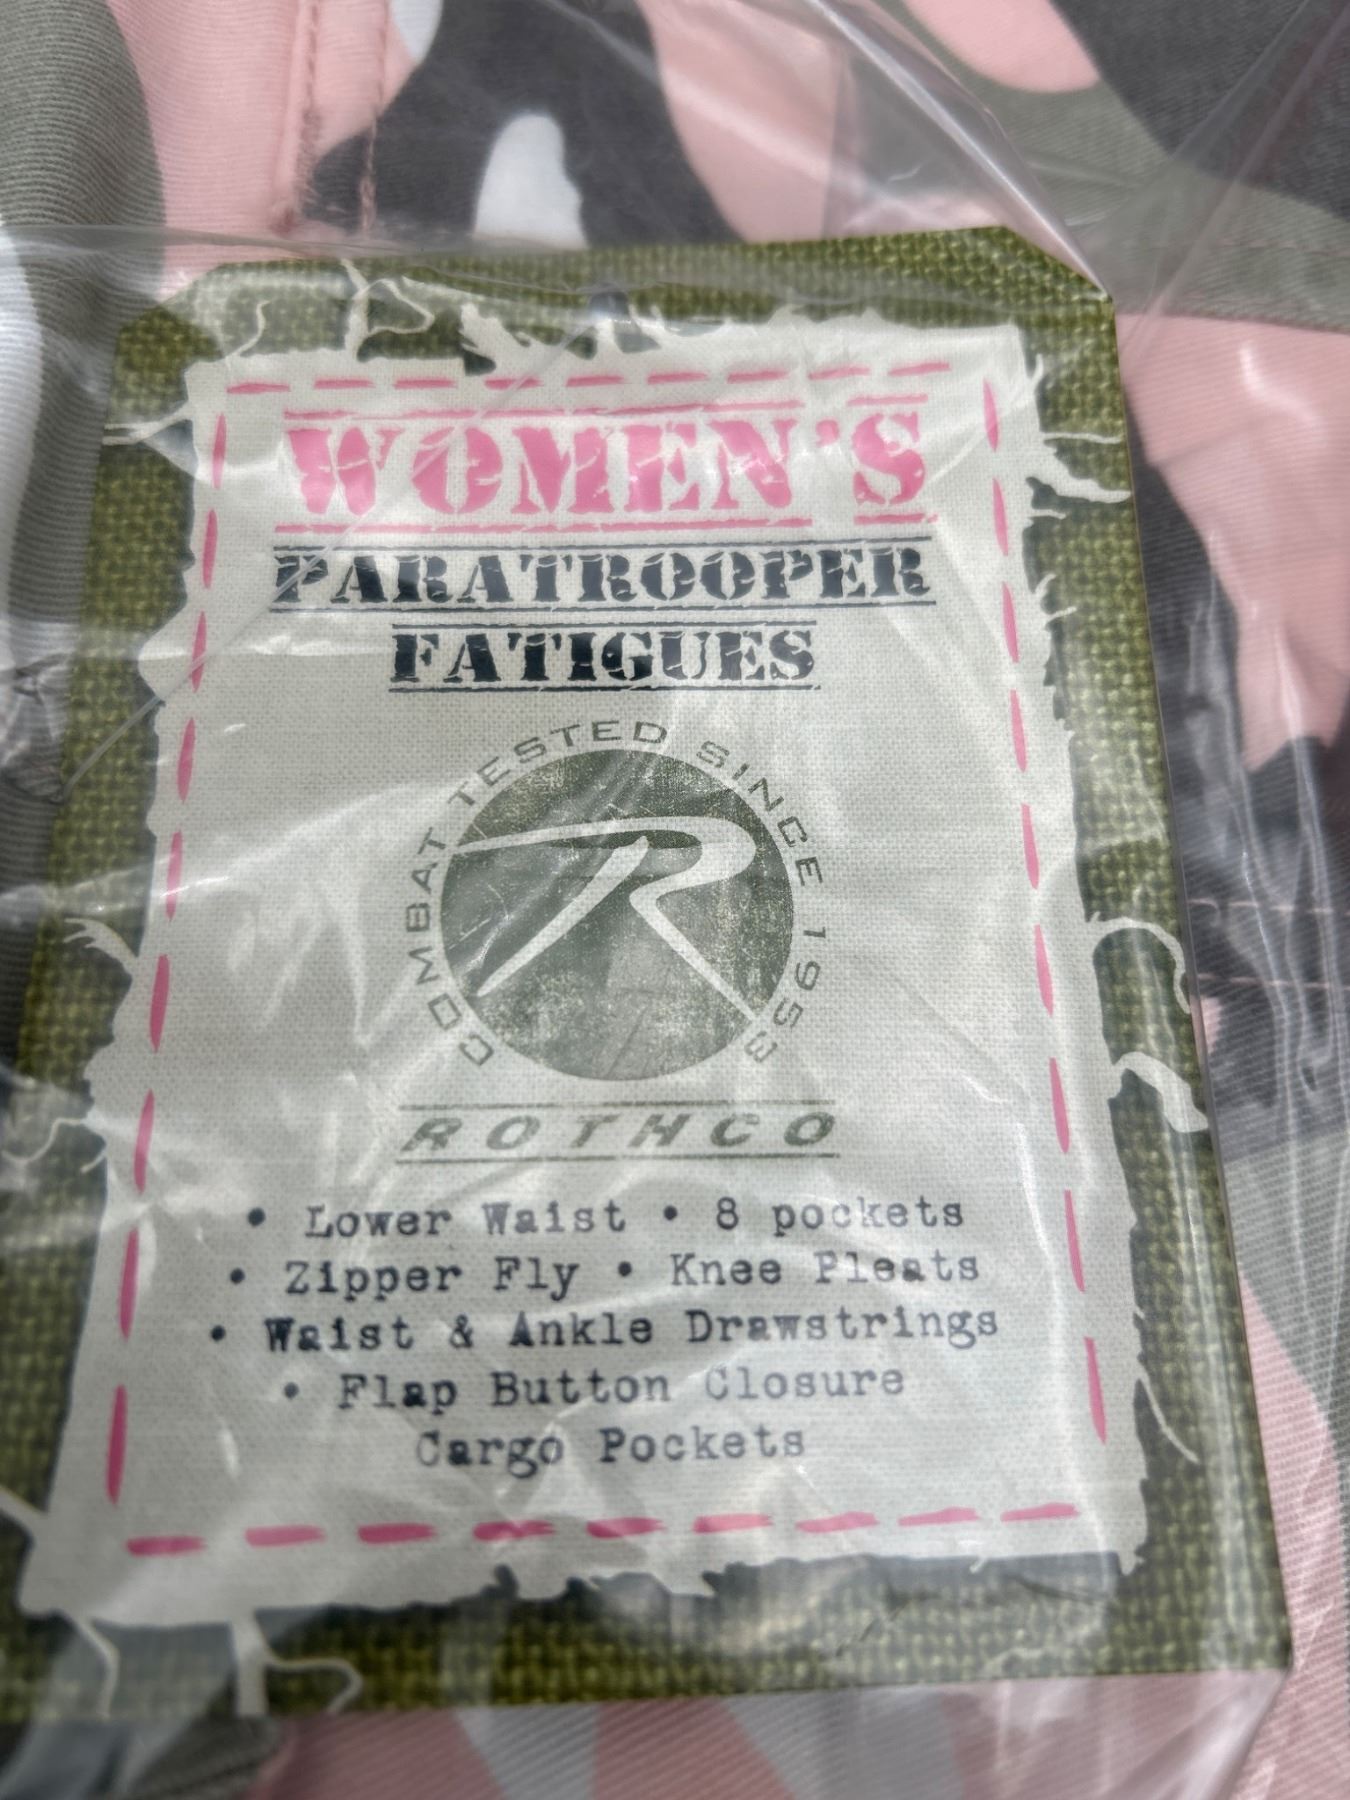 WOMEN'S
PARATROOPER
FATIGUES
COMBAT TESTED SINCE 1953
R
ROTHCO
• Lower Waist • 8 pockets
• Zipper Fly • Knee Pleats
• Waist & Ankle Drawstrings
• Flap Button Closure
Cargo Pockets